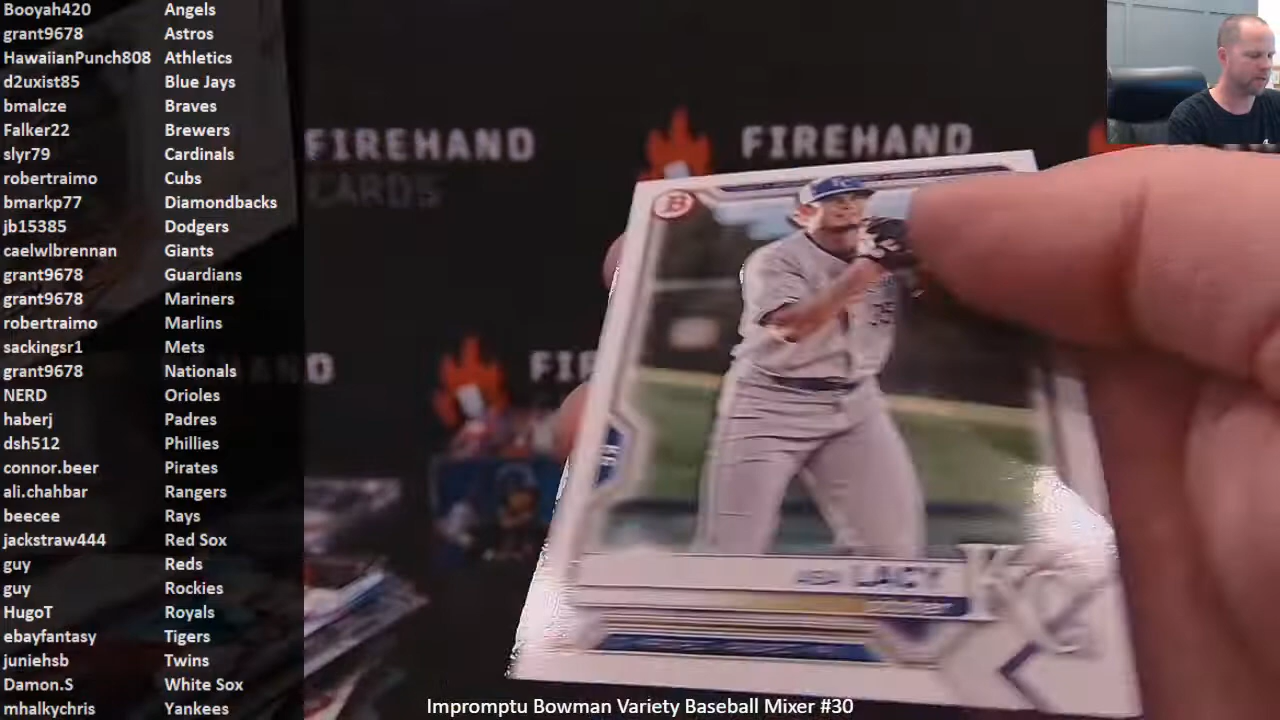 Booyah420 Angels
grant9678 Astros
HawaiianPunch808 Athletics
d2uxist85 Blue Jays
bmalcze Braves
Falker22 Brewers
slyr79 Cardinals
robertraimo Cubs
bmarkp77 Diamondbacks
jb15385 Dodgers
caelwlbrennan Giants
grant9678 Guardians
grant9678 Mariners
robertraimo Marlins
sackingsr1 Mets
grant9678 Nationals
NERD Orioles
haberj Padres
dsh512 Phillies
connor.beer Pirates
ali.chahbar Rangers
beecee Rays
jackstraw444 Red Sox
guy Reds
guy Rockies
HugoT Royals
ebayfantasy Tigers
juniehsb Twins
Damon.S White Sox
mhalkychris Yankees
FIREHAND
CARDS
FIREHAND
B
35
LACY
KC
Impromptu Bowman Variety Baseball Mixer #30